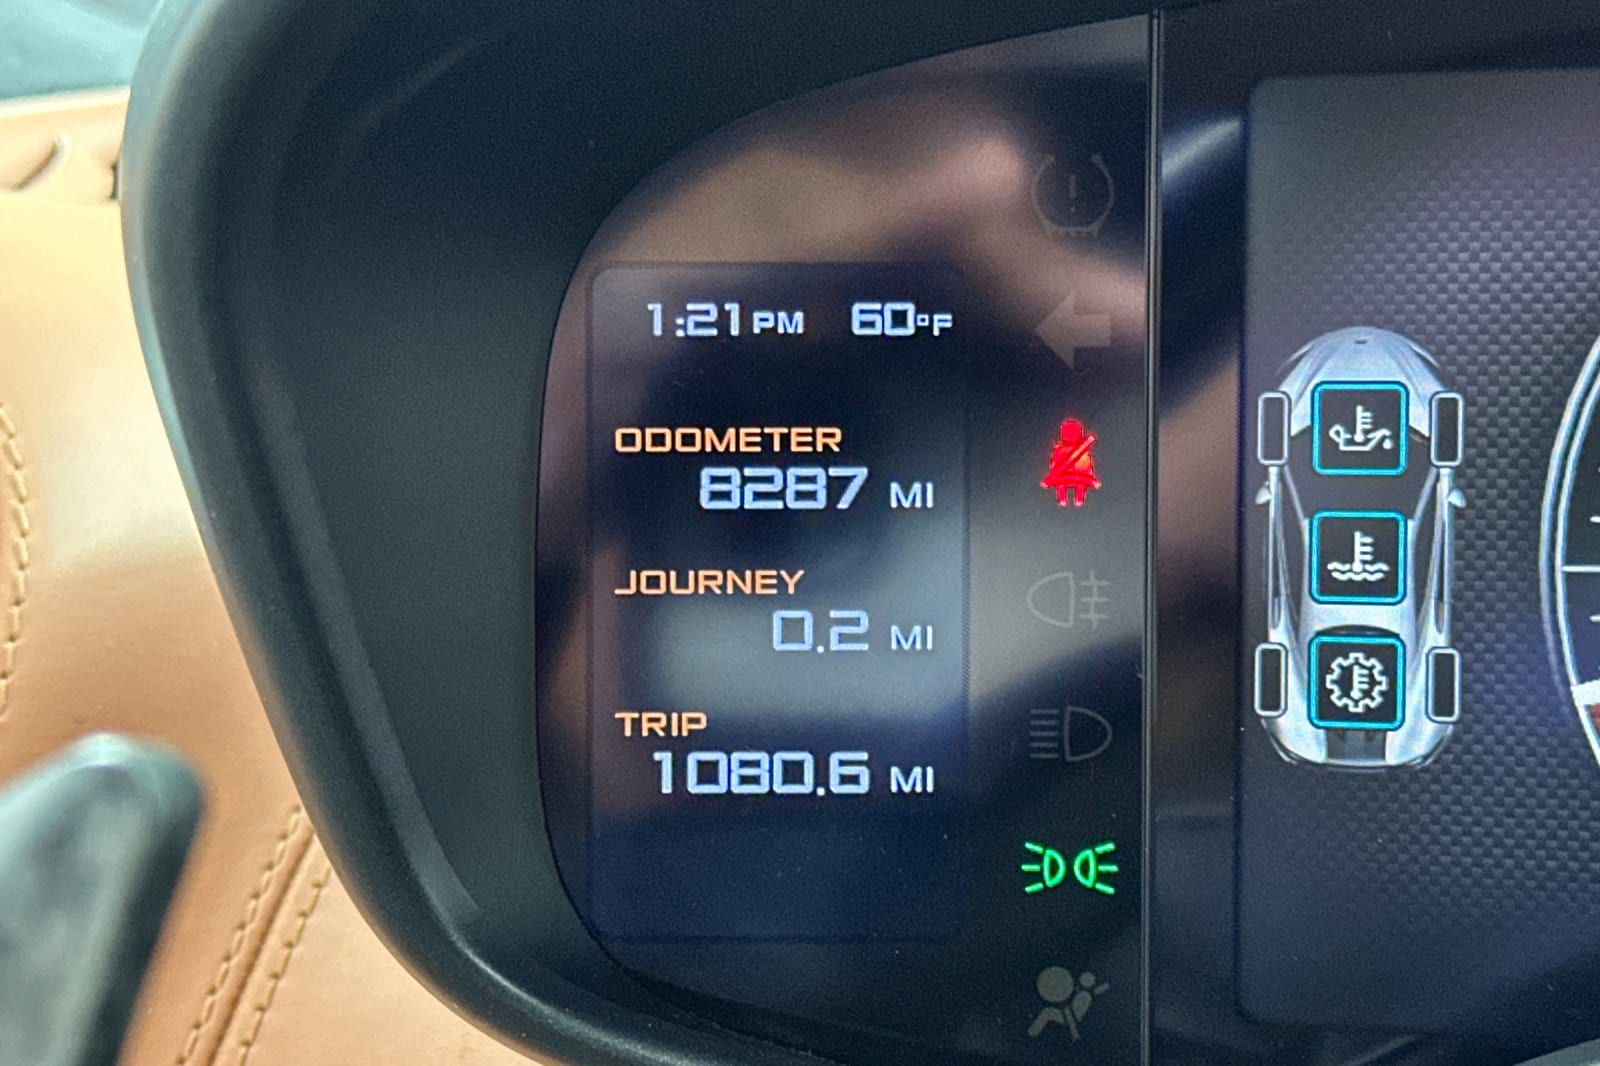 1:21 PM 60°F
ODOMETER
8287 MI
JOURNEY
0.2 MI
TRIP
1080.6 MI